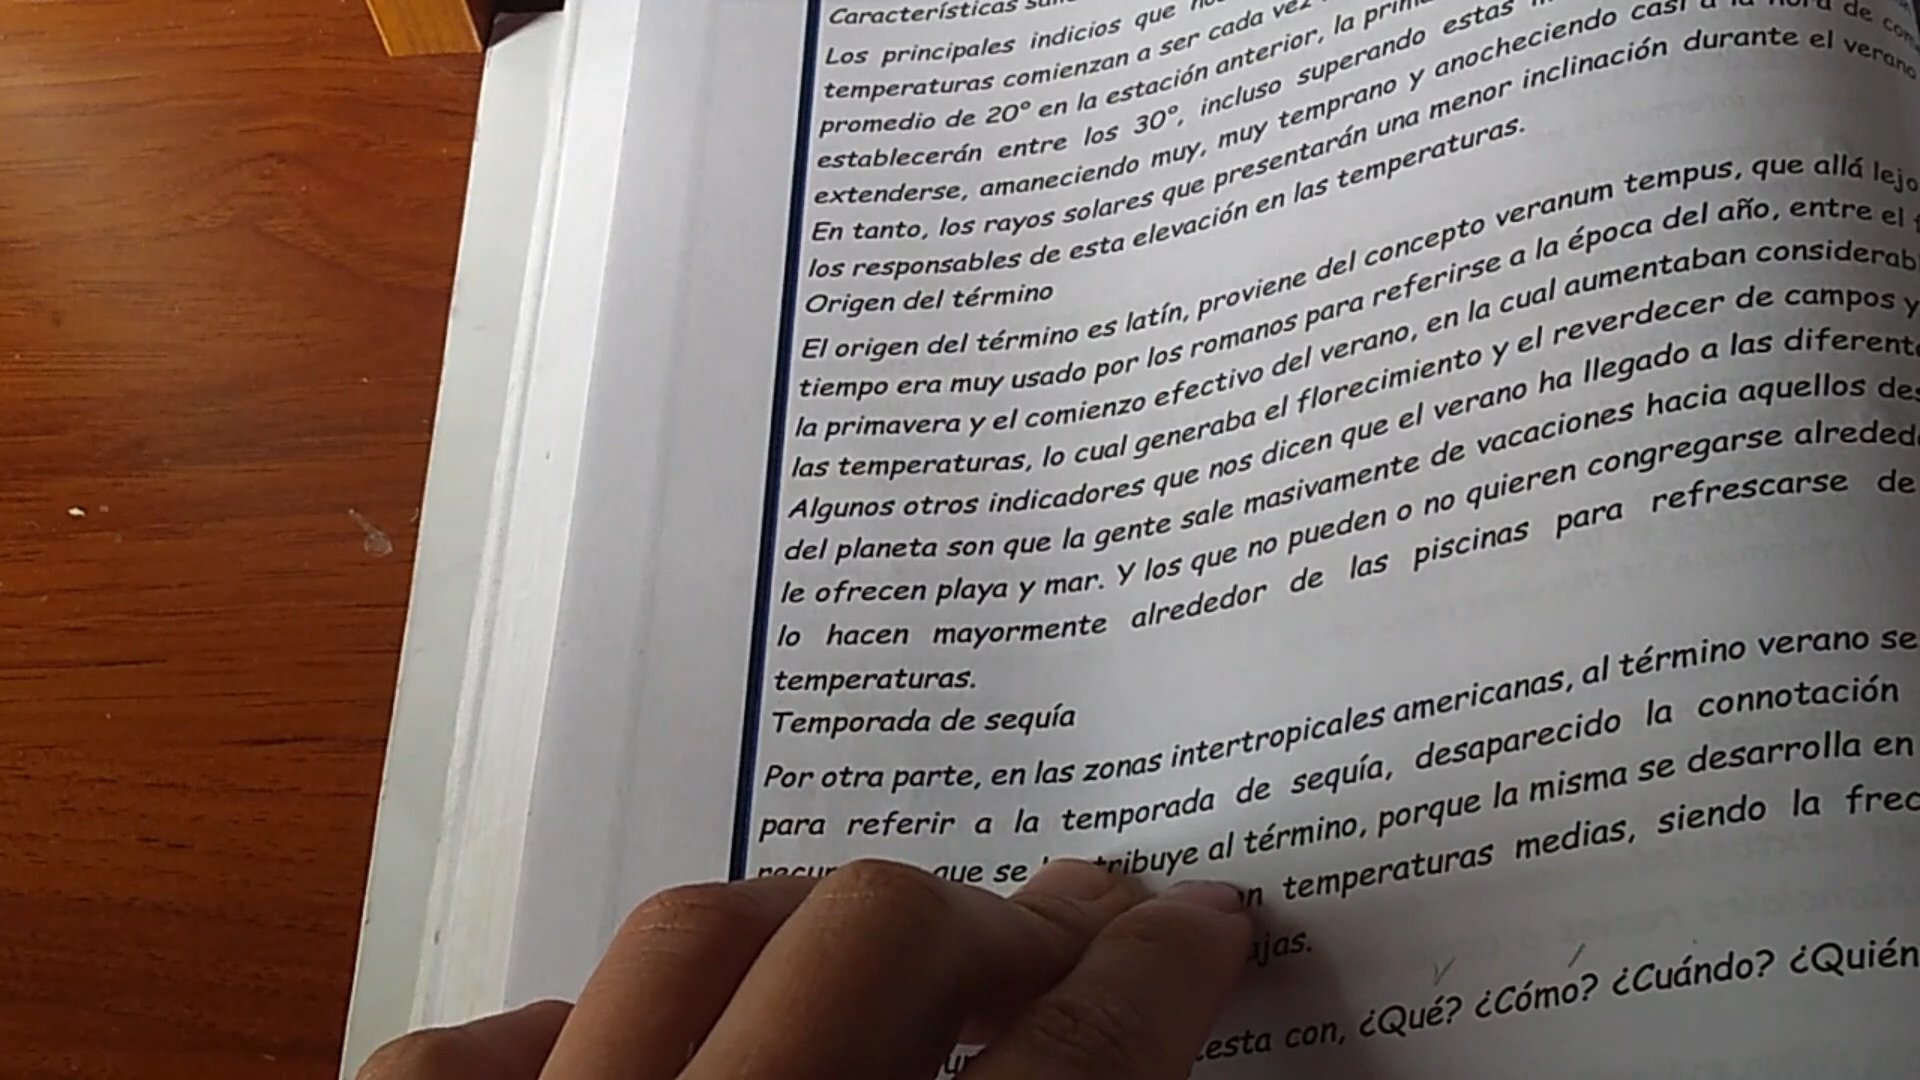 Características
Los principales indicios que
temperaturas comienzan a ser cada vez
promedio de 20° en la estación anterior, la
establecerán entre los 30°, incluso superando estas
extenderse, amaneciendo muy, muy temprano y anocheciendo casi a la hora de
En tanto, los rayos solares que presentarán una menor inclinación durante el verano
los responsables de esta elevación en las temperaturas.
Origen del término
El origen del término es latín, proviene del concepto veranum tempus, que allá
tiempo era muy usado por los romanos para referirse a la época del año, entre el
la primavera y el comienzo efectivo del verano, en la cual aumentaban
las temperaturas, lo cual generaba el florecimiento y el reverdecer de campos y
Algunos otros indicadores que nos dicen que el verano ha llegado a las
del planeta son que la gente sale masivamente de vacaciones hacia aquellos
le ofrecen playa y mar. Y los que no pueden o no quieren congregarse
lo hacen mayormente alrededor de las piscinas para refrescarse de
temperaturas.
Temporada de sequía
Por otra parte, en las zonas intertropicales americanas, al término verano se
para referir a la temporada de sequía, desaparecido la connotación
que se al término, porque la misma se desarrolla en
temperaturas medias, siendo la
con, ¿Qué? ¿Cómo? ¿Cuándo? ¿Quién